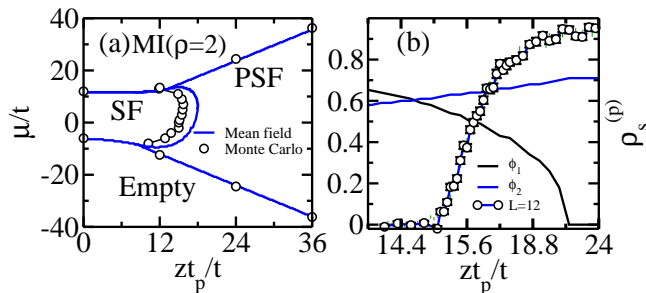 40
20
0
-20
-40
μ/t
(a) MI(ρ=2)
PSF
SF
Mean field
Monte Carlo
Empty
0 12 24 36
zt_p/t
(b)
0.8
0.6
0.4
0.2
0
ρ_s^(p)
ϕ₁
ϕ₂
L=12
14.4 15.6 18.8 24
zt_p/t